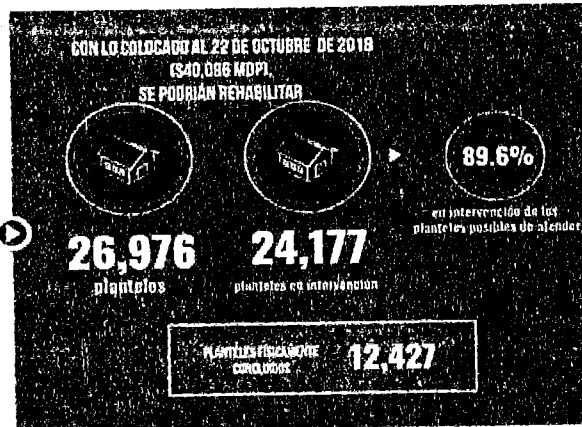 CON LO COLOCADO AL 22 DE OCTUBRE DE 2018
($40,086 MDP),
SE PODRÍAN REHABILITAR
89.6%
en intervención de los
planteles posibles de atender
26,976
planteles
24,177
planteles en intervención
PLANTELES FÍSICAMENTE
CONCLUIDOS
12,427